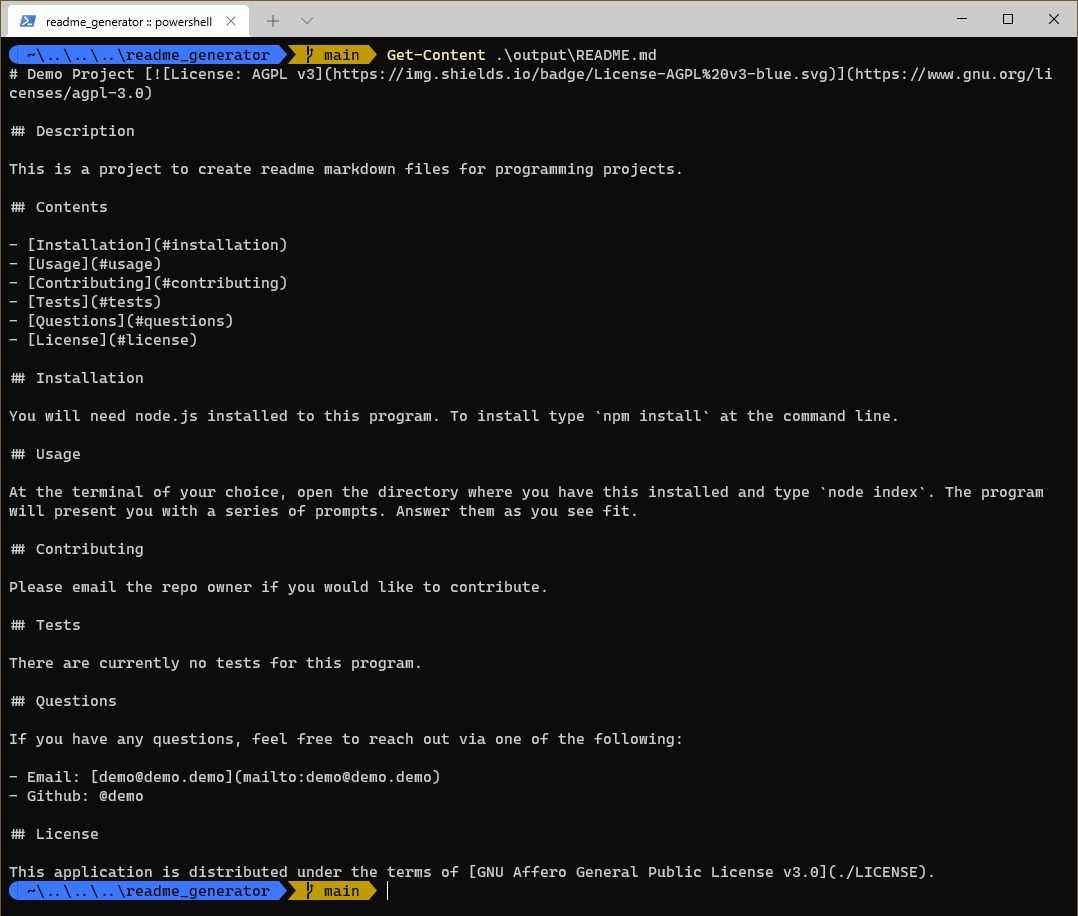 readme_generator :: powershell
~\..\..\..\readme_generator main Get-Content .\output\README.md
# Demo Project [![License: AGPL v3](https://img.shields.io/badge/License-AGPL%20v3-blue.svg)](https://www.gnu.org/li
censes/agpl-3.0)
## Description
This is a project to create readme markdown files for programming projects.
## Contents
- [Installation](#installation)
- [Usage](#usage)
- [Contributing](#contributing)
- [Tests](#tests)
- [Questions](#questions)
- [License](#license)
## Installation
You will need node.js installed to this program. To install type `npm install` at the command line.
## Usage
At the terminal of your choice, open the directory where you have this installed and type `node index`. The program
will present you with a series of prompts. Answer them as you see fit.
## Contributing
Please email the repo owner if you would like to contribute.
## Tests
There are currently no tests for this program.
## Questions
If you have any questions, feel free to reach out via one of the following:
- Email: [demo@demo.demo](mailto:demo@demo.demo)
- Github: @demo
## License
This application is distributed under the terms of [GNU Affero General Public License v3.0](./LICENSE).
~\..\..\..\readme_generator main